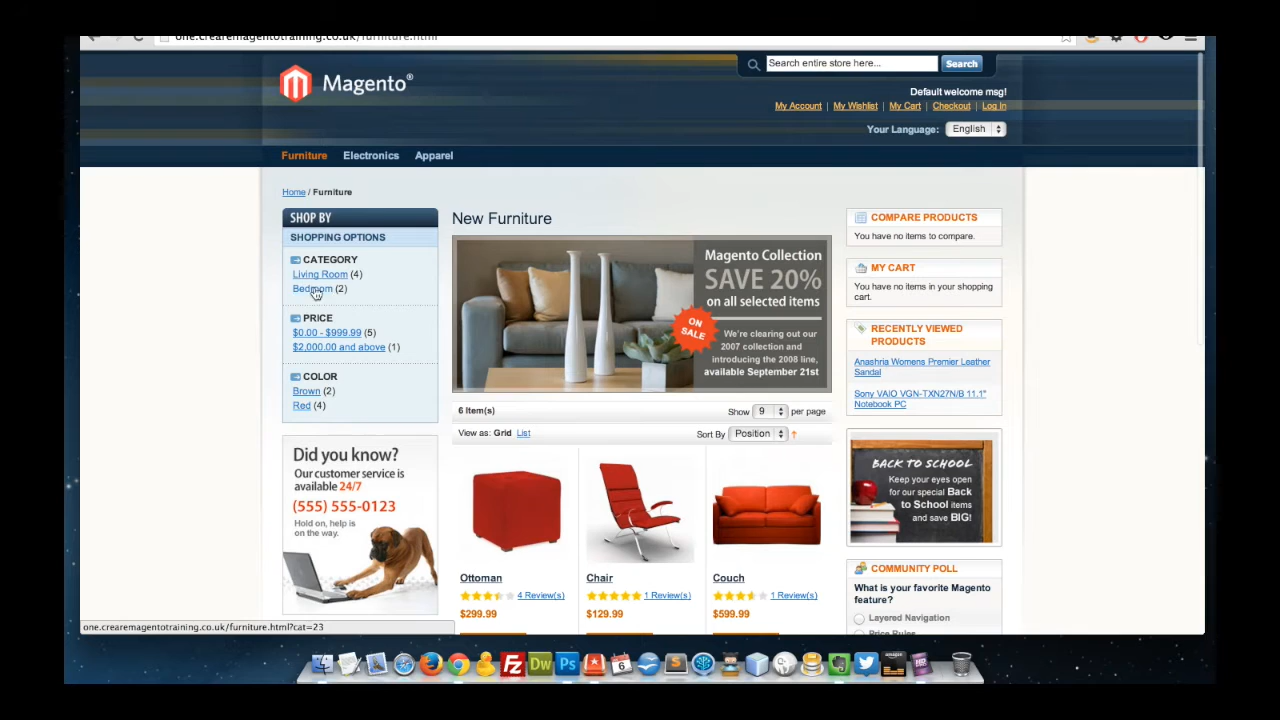 one.crearemagentotraining.co.uk/furniture.html
Magento®
Search entire store here...
Search
Default welcome msg!
My Account | My Wishlist | My Cart | Checkout | Log In
Your Language: English
Furniture Electronics Apparel
Home / Furniture
SHOP BY
SHOPPING OPTIONS
CATEGORY
Living Room (4)
Bedroom (2)
PRICE
$0.00 - $999.99 (5)
$2,000.00 and above (1)
COLOR
Brown (2)
Red (4)
Did you know?
Our customer service is
available 24/7
(555) 555-0123
Hold on, help is
on the way.
New Furniture
Magento Collection
SAVE 20%
on all selected items
ON
SALE
We're clearing out our
2007 collection and
introducing the 2008 line,
available September 21st
6 Item(s)
Show 9 per page
View as: Grid List
Sort By Position
Ottoman
4 Review(s)
$299.99
Chair
1 Review(s)
$129.99
Couch
1 Review(s)
$599.99
COMPARE PRODUCTS
You have no items to compare.
MY CART
You have no items in your shopping
cart.
RECENTLY VIEWED
PRODUCTS
Anashria Womens Premier Leather
Sandal
Sony VAIO VGN-TXN27N/B 11.1"
Notebook PC
BACK TO SCHOOL
Keep your eyes open
for our special Back
to School items
and save BIG!
COMMUNITY POLL
What is your favorite Magento
feature?
Layered Navigation
Price Rules
one.crearemagentotraining.co.uk/furniture.html?cat=23
Fz
Dw
Ps
6
S